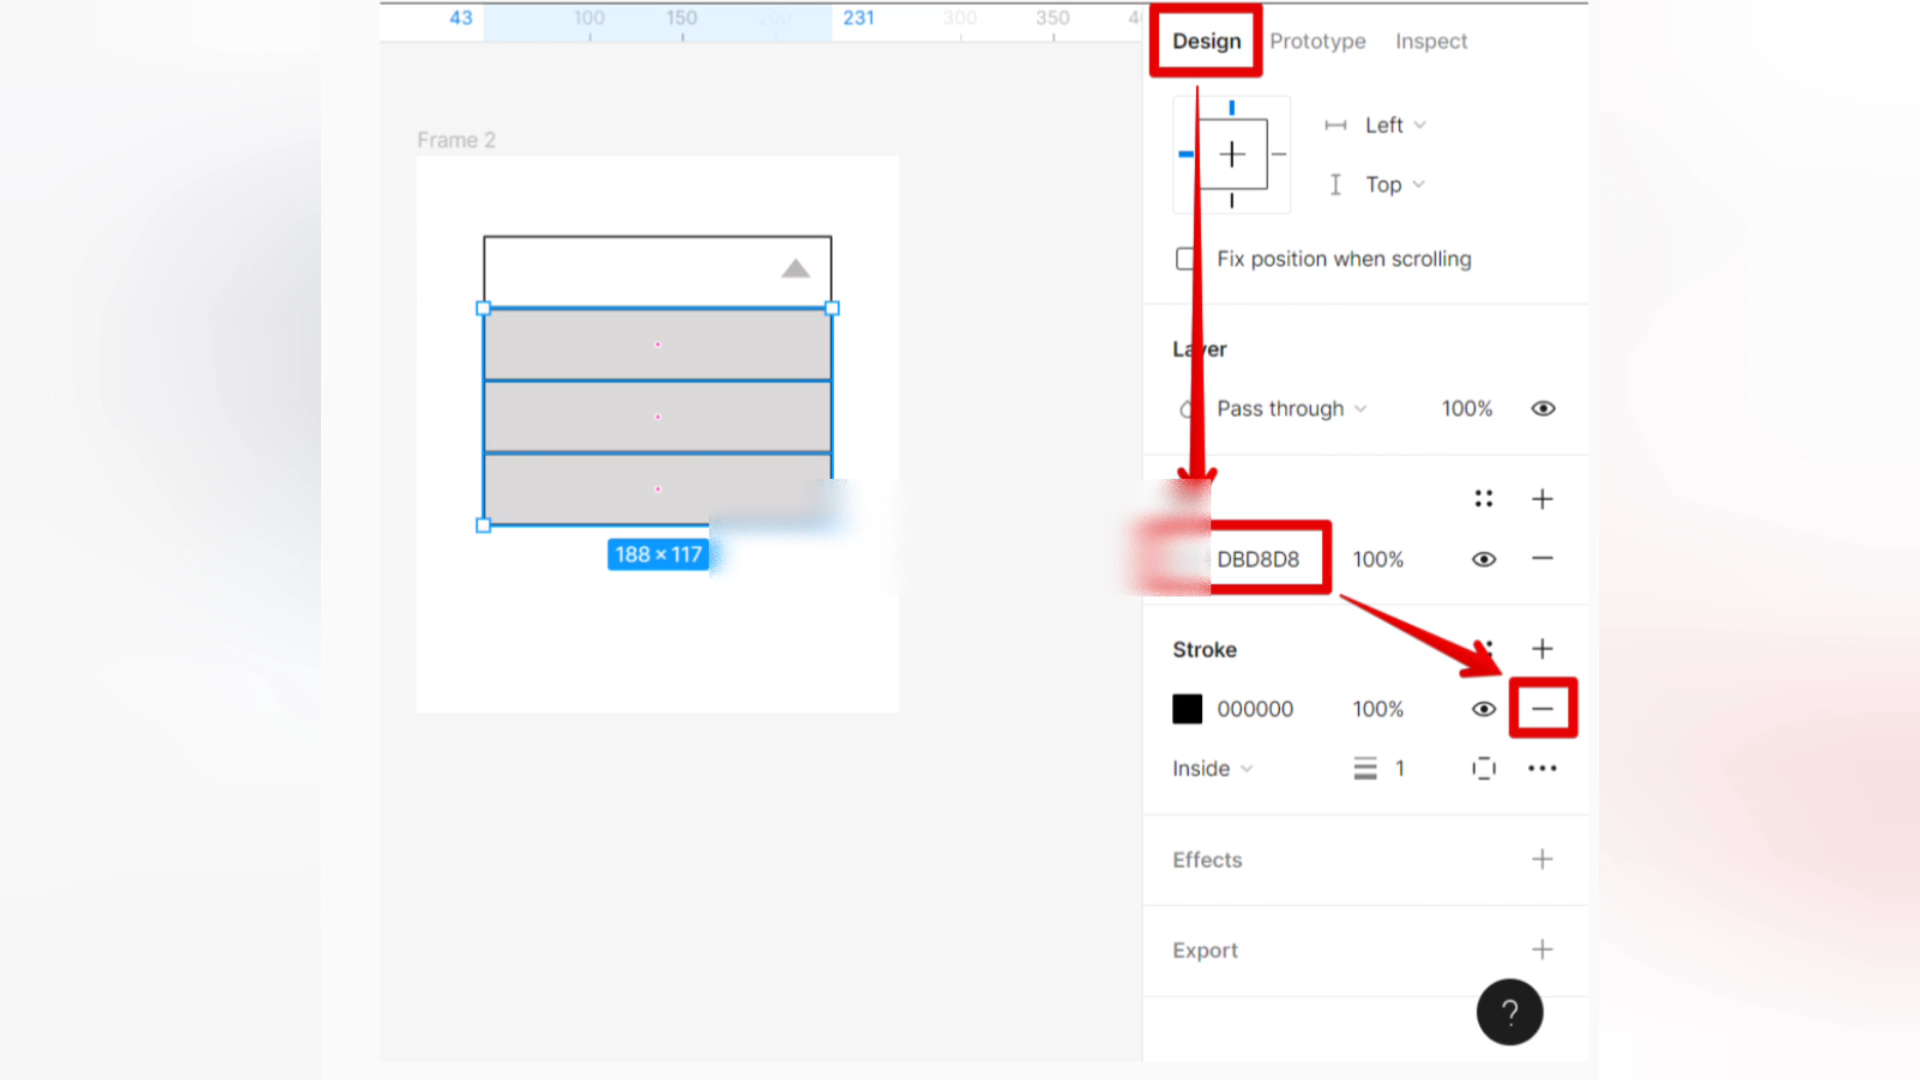 43 100 150 200 231 300 350
Design Prototype Inspect
Left
Frame 2
Top
Fix position when scrolling
Layer
Pass through 100%
DBD8D8 100%
188 × 117
Stroke
000000 100%
Inside 1
Effects
Export
?